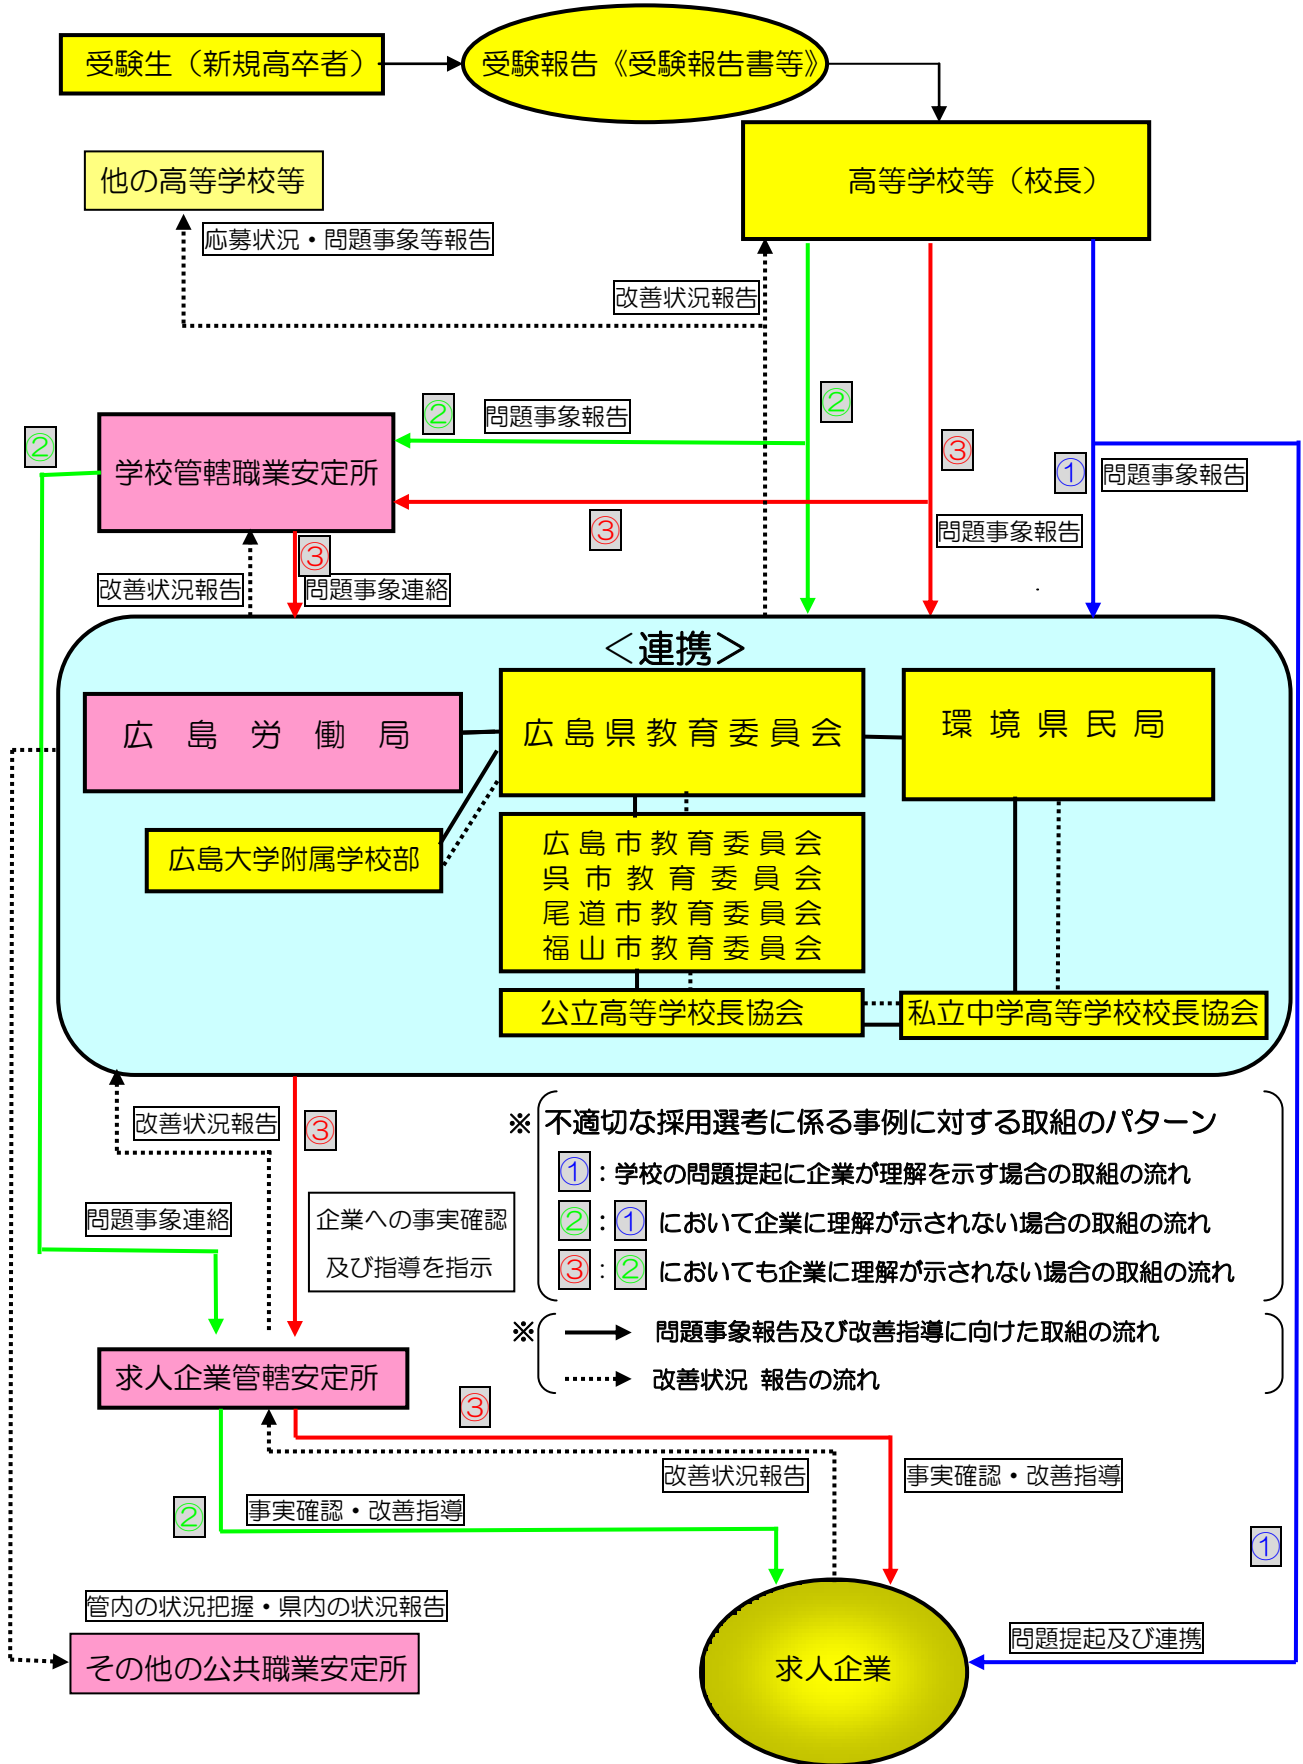 受験生（新規高卒者）
受験報告《受験報告書等》
高等学校等（校長）
他の高等学校等
応募状況・問題事象等報告
改善状況報告
②
問題事象報告
②
②
③
①
問題事象報告
学校管轄職業安定所
③
問題事象報告
③
改善状況報告
問題事象連絡
＜連携＞
広島労働局
広島県教育委員会
環境県民局
広島大学附属学校部
広島市教育委員会
呉市教育委員会
尾道市教育委員会
福山市教育委員会
公立高等学校長協会
私立中学高等学校校長協会
改善状況報告
③
※ 不適切な採用選考に係る事例に対する取組のパターン
①：学校の問題提起に企業が理解を示す場合の取組の流れ
②：① において企業に理解が示されない場合の取組の流れ
③：② においても企業に理解が示されない場合の取組の流れ
問題事象連絡
企業への事実確認
及び指導を指示
※ 問題事象報告及び改善指導に向けた取組の流れ
改善状況 報告の流れ
求人企業管轄安定所
③
改善状況報告
事実確認・改善指導
②
事実確認・改善指導
①
管内の状況把握・県内の状況報告
その他の公共職業安定所
求人企業
問題提起及び連携